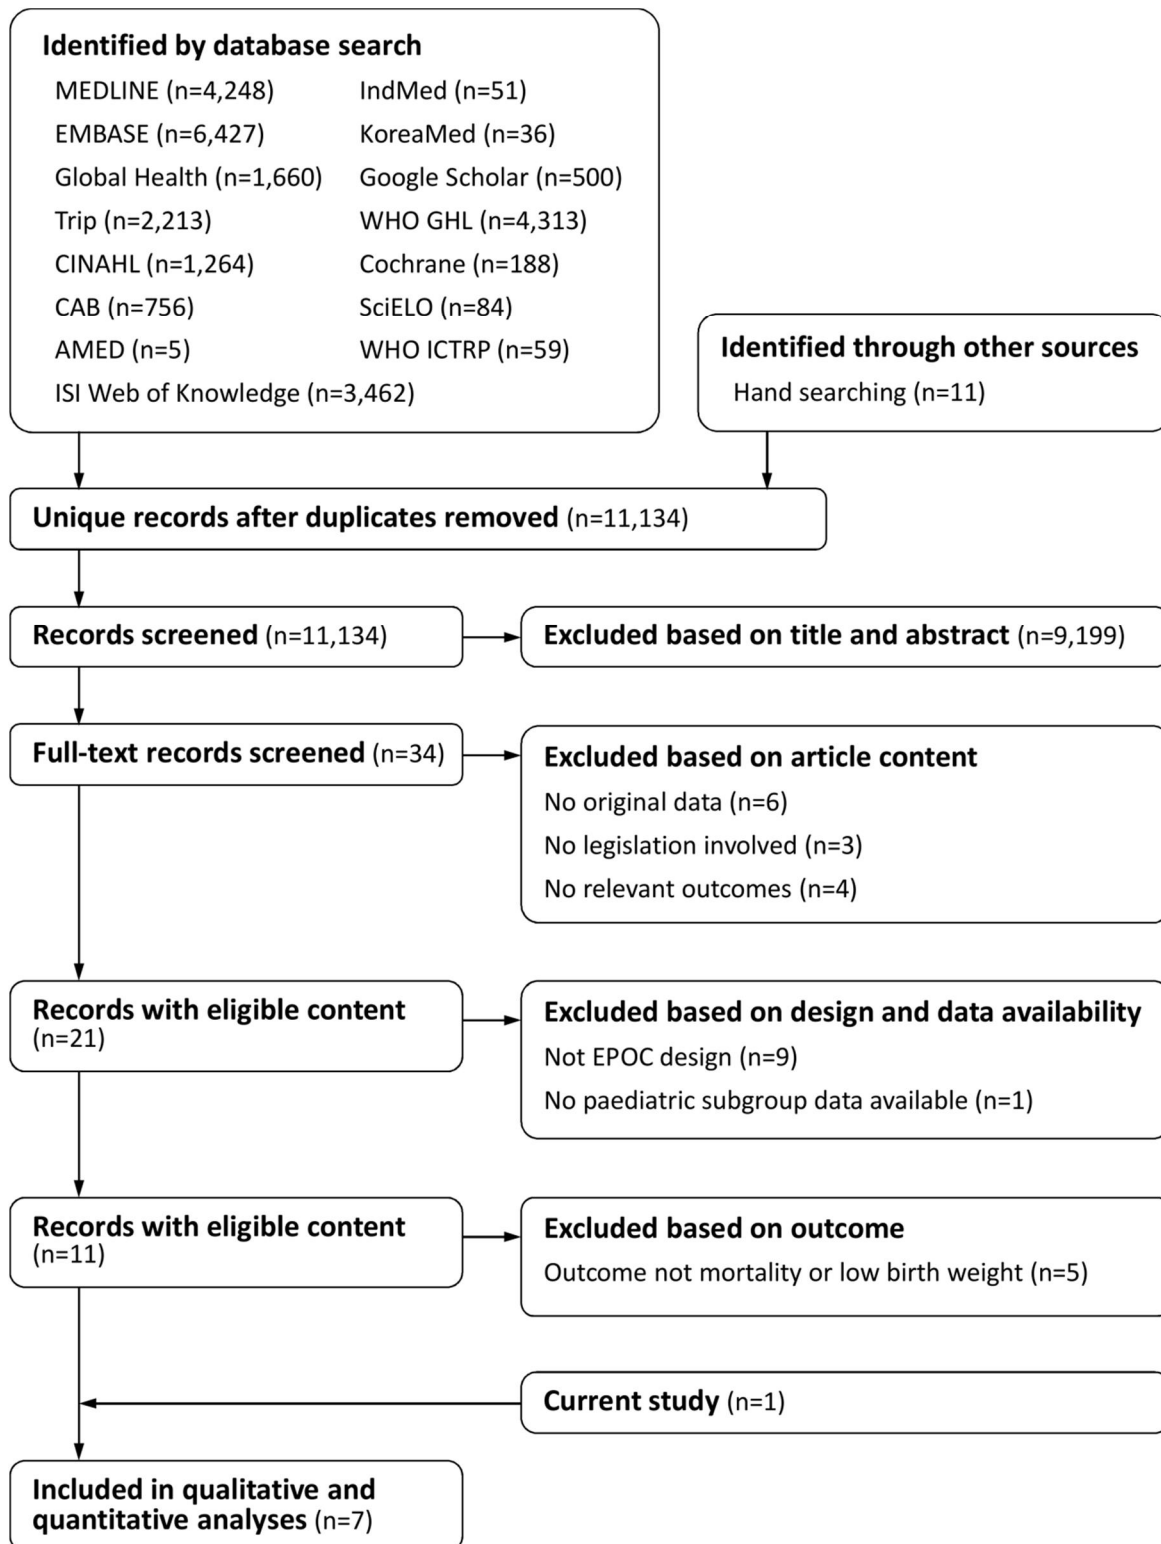 Identified by database search
MEDLINE (n=4,248)
EMBASE (n=6,427)
Global Health (n=1,660)
Trip (n=2,213)
CINAHL (n=1,264)
CAB (n=756)
AMED (n=5)
ISI Web of Knowledge (n=3,462)
IndMed (n=51)
KoreaMed (n=36)
Google Scholar (n=500)
WHO GHL (n=4,313)
Cochrane (n=188)
SciELO (n=84)
WHO ICTRP (n=59)
Identified through other sources
Hand searching (n=11)
Unique records after duplicates removed (n=11,134)
Records screened (n=11,134)
Excluded based on title and abstract (n=9,199)
Full-text records screened (n=34)
Excluded based on article content
No original data (n=6)
No legislation involved (n=3)
No relevant outcomes (n=4)
Records with eligible content
(n=21)
Excluded based on design and data availability
Not EPOC design (n=9)
No paediatric subgroup data available (n=1)
Records with eligible content
(n=11)
Excluded based on outcome
Outcome not mortality or low birth weight (n=5)
Current study (n=1)
Included in qualitative and
quantitative analyses (n=7)